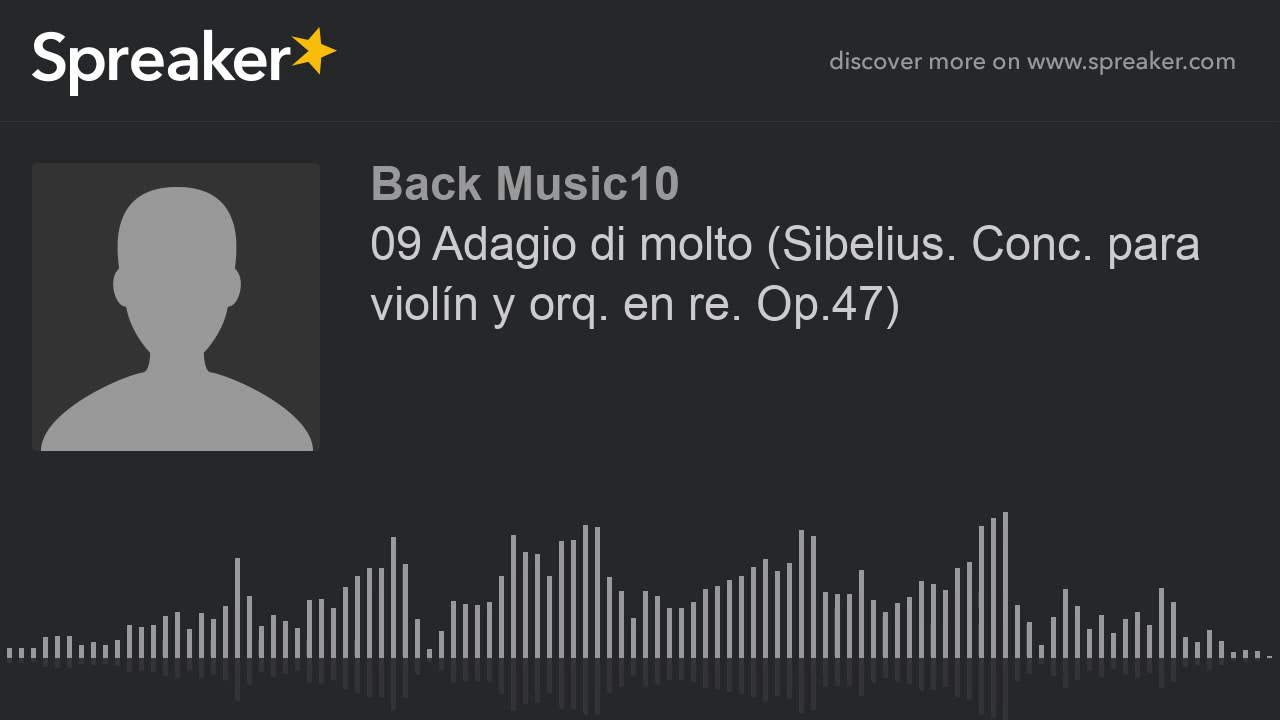 Spreaker
discover more on www.spreaker.com
Back Music10
09 Adagio di molto (Sibelius. Conc. para
violín y orq. en re. Op.47)